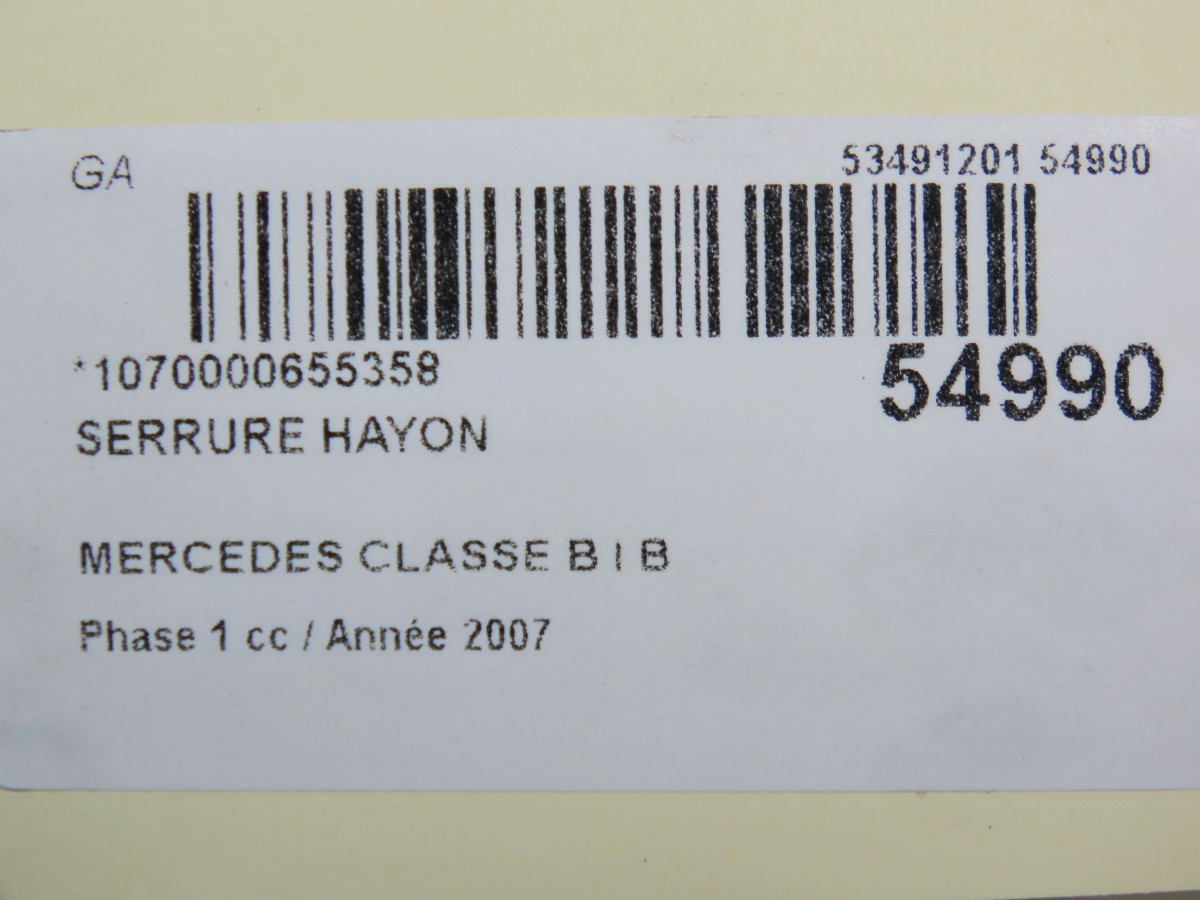 GA
53491201 54990
*1070000655358
54990
SERRURE HAYON
MERCEDES CLASSE B I B
Phase 1 cc / Année 2007